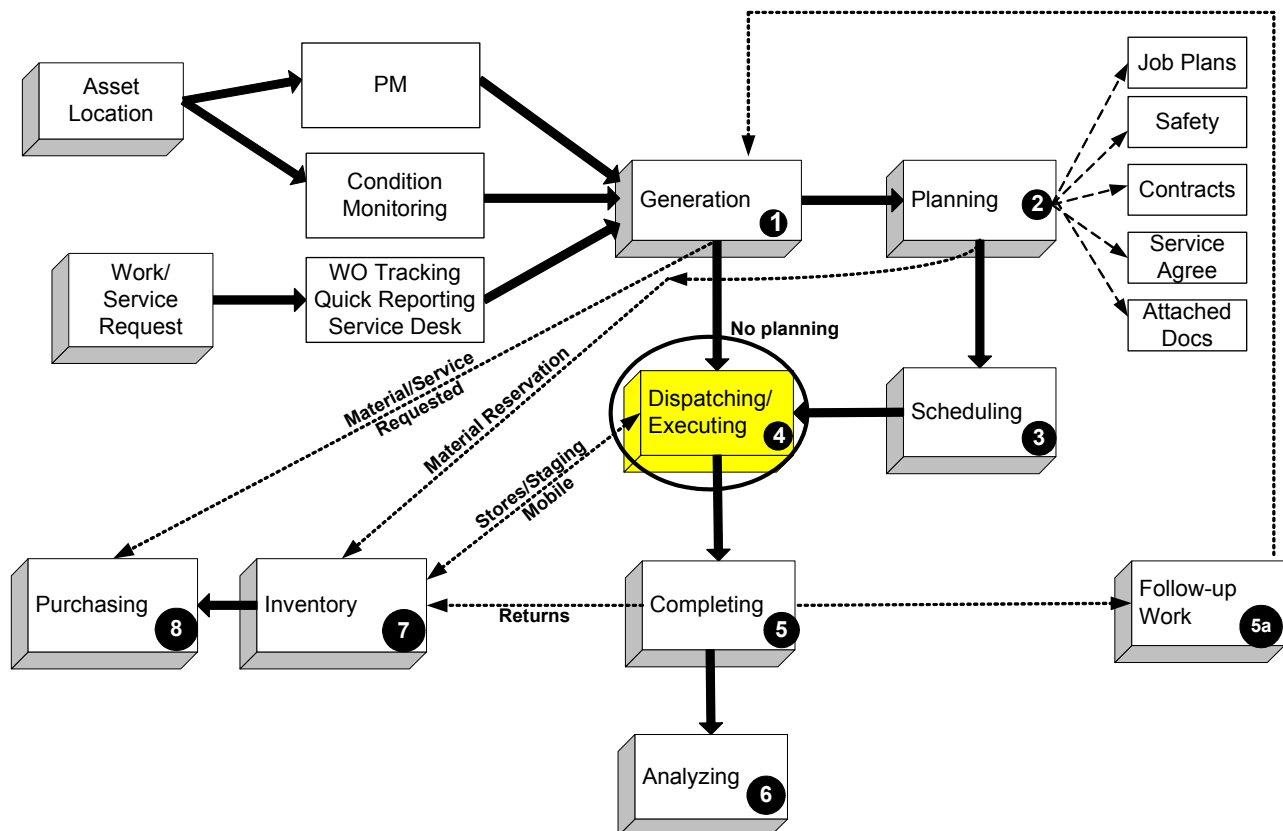 Asset
Location
PM
Condition
Monitoring
Work/
Service
Request
WO Tracking
Quick Reporting
Service Desk
Generation
1
Planning
2
Job Plans
Safety
Contracts
Service
Agree
Attached
Docs
No planning
Material/Service
Requested
Material Reservation
Stores/Staging
Mobile
Dispatching/
Executing
4
Scheduling
3
Purchasing
8
Inventory
7
Returns
Completing
5
Follow-up
Work
5a
Analyzing
6